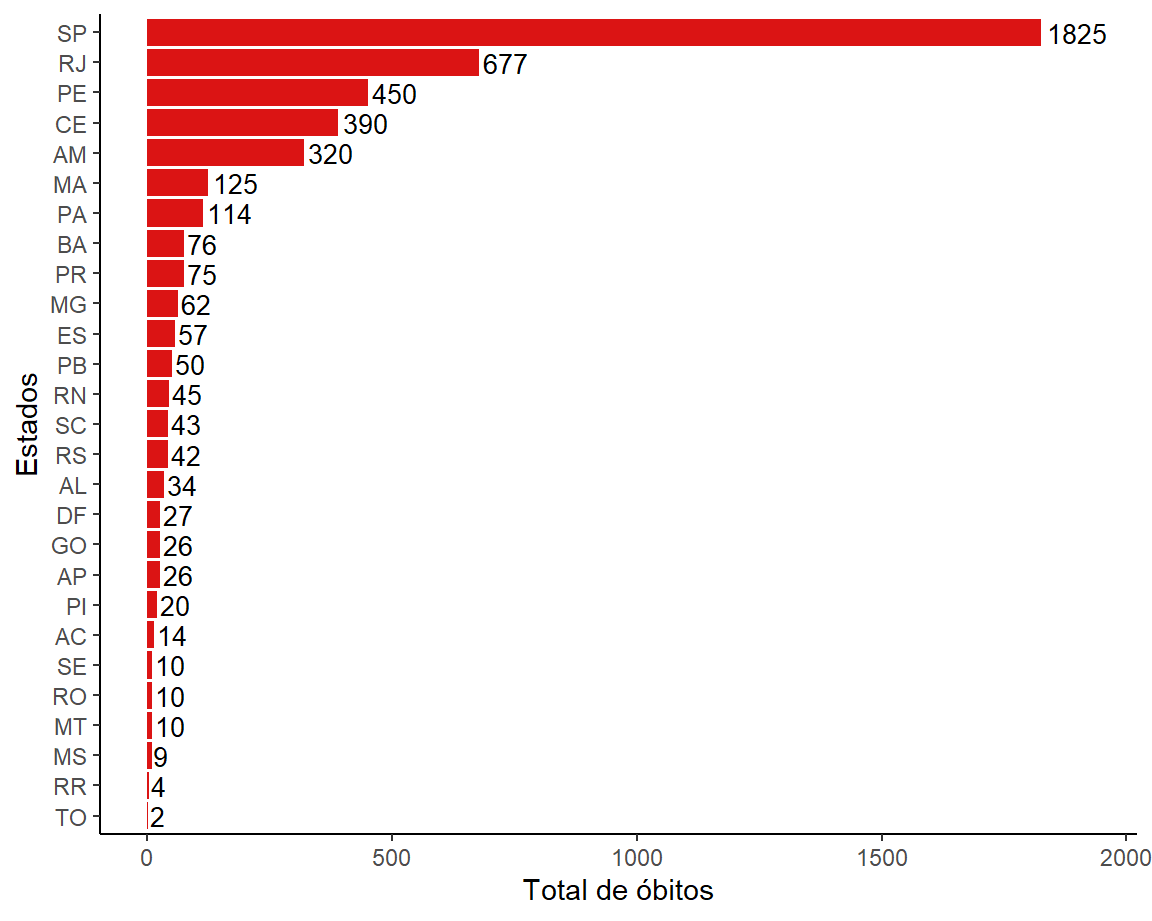 SP 1825
RJ 677
PE 450
CE 390
AM 320
MA 125
PA 114
BA 76
PR 75
MG 62
ES 57
PB 50
RN 45
SC 43
RS 42
AL 34
DF 27
GO 26
AP 26
PI 20
AC 14
SE 10
RO 10
MT 10
MS 9
RR 4
TO 2
Estados
0 500 1000 1500 2000
Total de óbitos